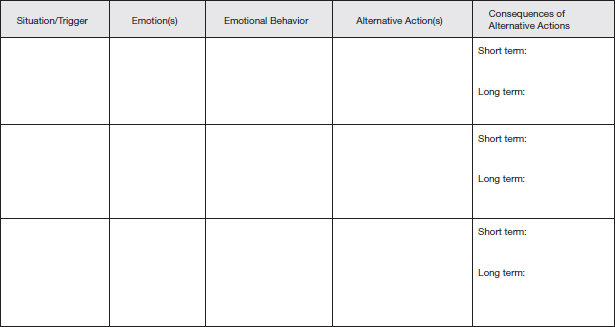 Situation/Trigger
Emotion(s)
Emotional Behavior
Alternative Action(s)
Consequences of
Alternative Actions
Short term:
Long term:
Short term:
Long term:
Short term:
Long term: